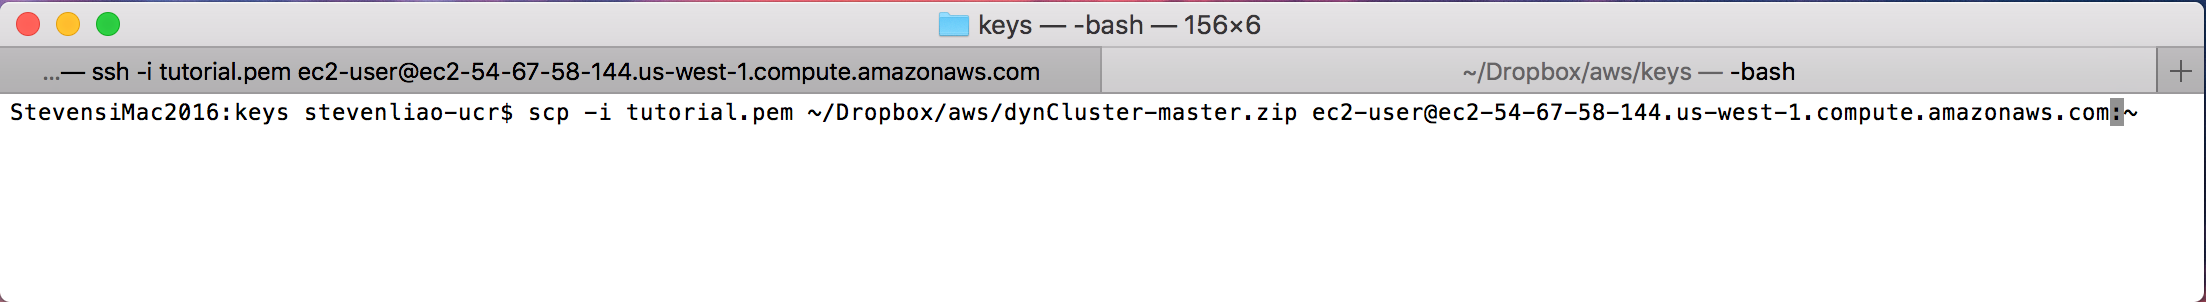 keys — -bash — 156×6
...— ssh -i tutorial.pem ec2-user@ec2-54-67-58-144.us-west-1.compute.amazonaws.com
~/Dropbox/aws/keys — -bash
StevensiMac2016:keys stevenliao-ucr$ scp -i tutorial.pem ~/Dropbox/aws/dynCluster-master.zip ec2-user@ec2-54-67-58-144.us-west-1.compute.amazonaws.com:~